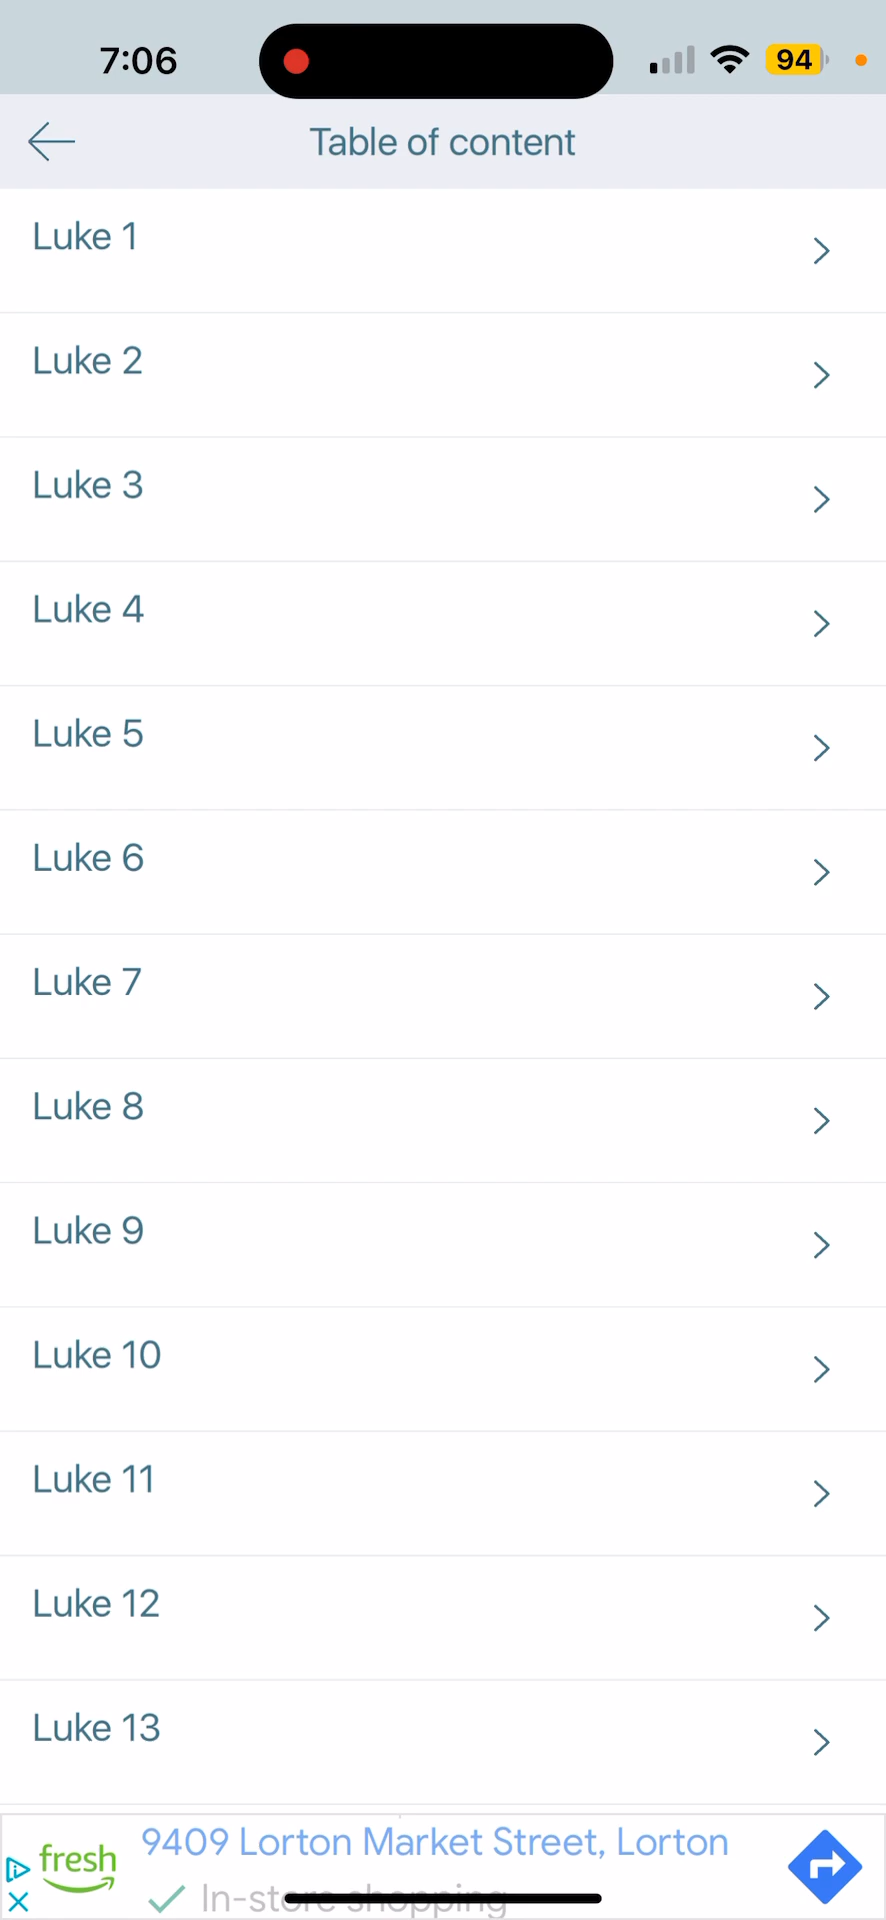 7:06
94
Table of content
Luke 1
Luke 2
Luke 3
Luke 4
Luke 5
Luke 6
Luke 7
Luke 8
Luke 9
Luke 10
Luke 11
Luke 12
Luke 13
fresh
9409 Lorton Market Street, Lorton
In-store shopping